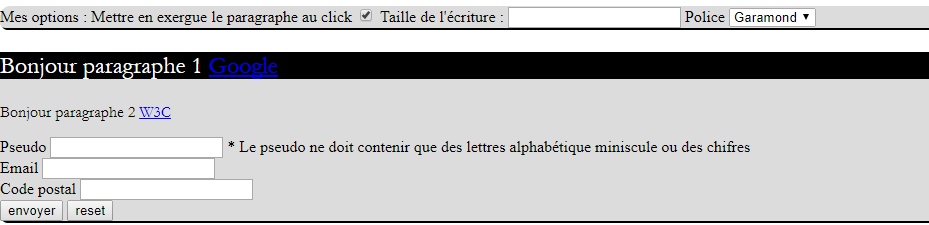 Mes options : Mettre en exergue le paragraphe au click Taille de l'écriture : Police Garamond
Bonjour paragraphe 1 Google
Bonjour paragraphe 2 W3C
Pseudo * Le pseudo ne doit contenir que des lettres alphabétique miniscule ou des chifres
Email
Code postal
envoyer reset